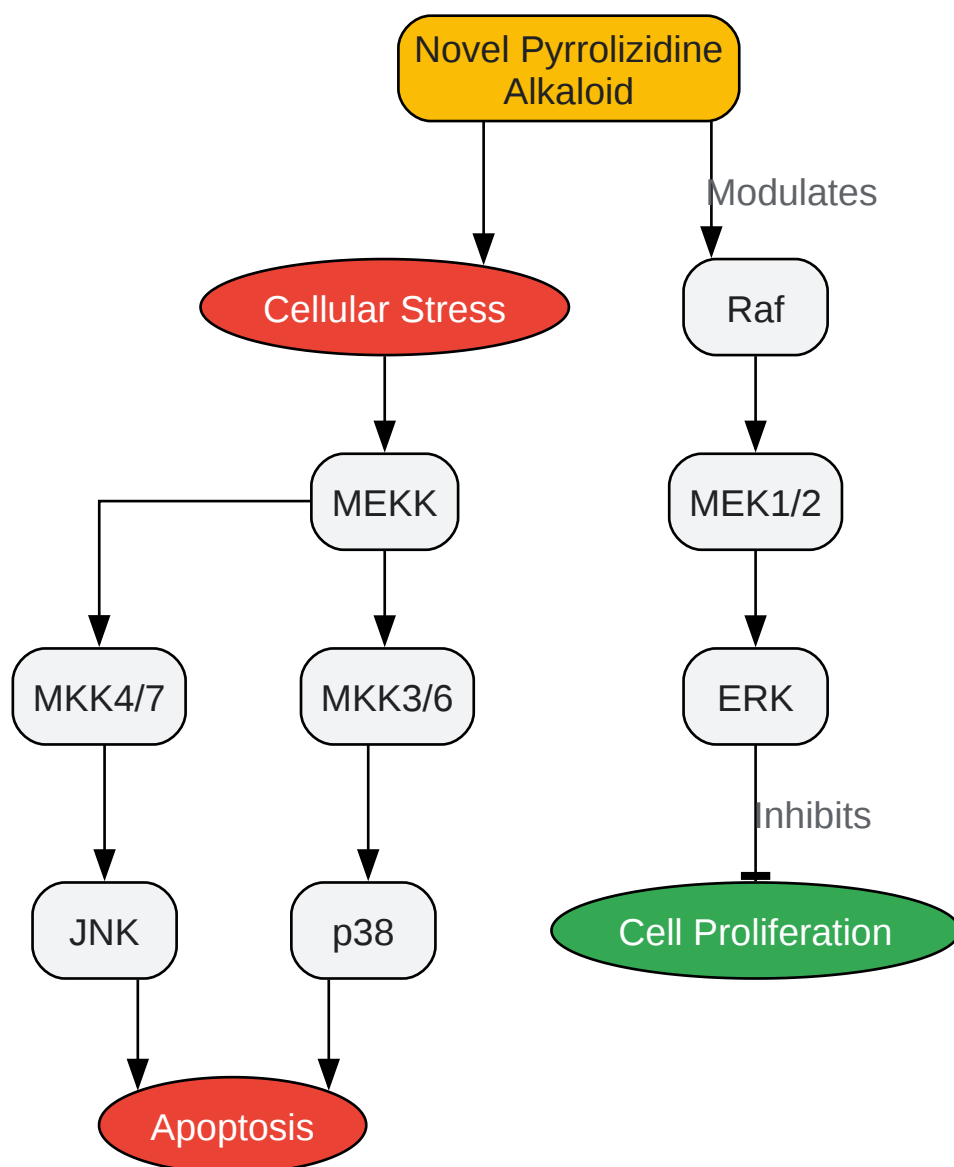 Novel Pyrrolizidine
Alkaloid
Modulates
Cellular Stress
Raf
MEKK
MEK1/2
MKK4/7
MKK3/6
ERK
Inhibits
JNK
p38
Cell Proliferation
Apoptosis